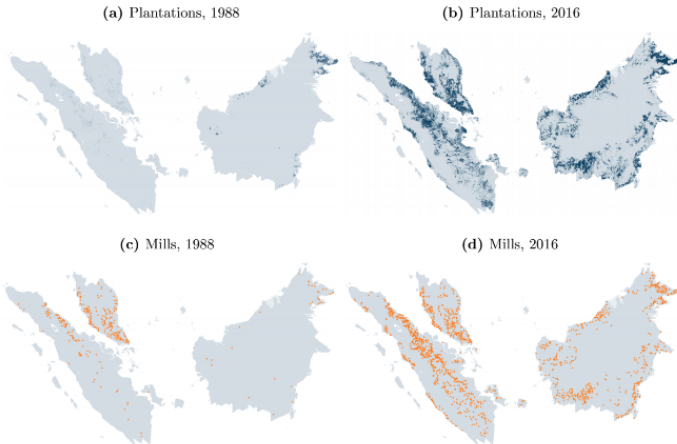 (a) Plantations, 1988
(b) Plantations, 2016
(c) Mills, 1988
(d) Mills, 2016